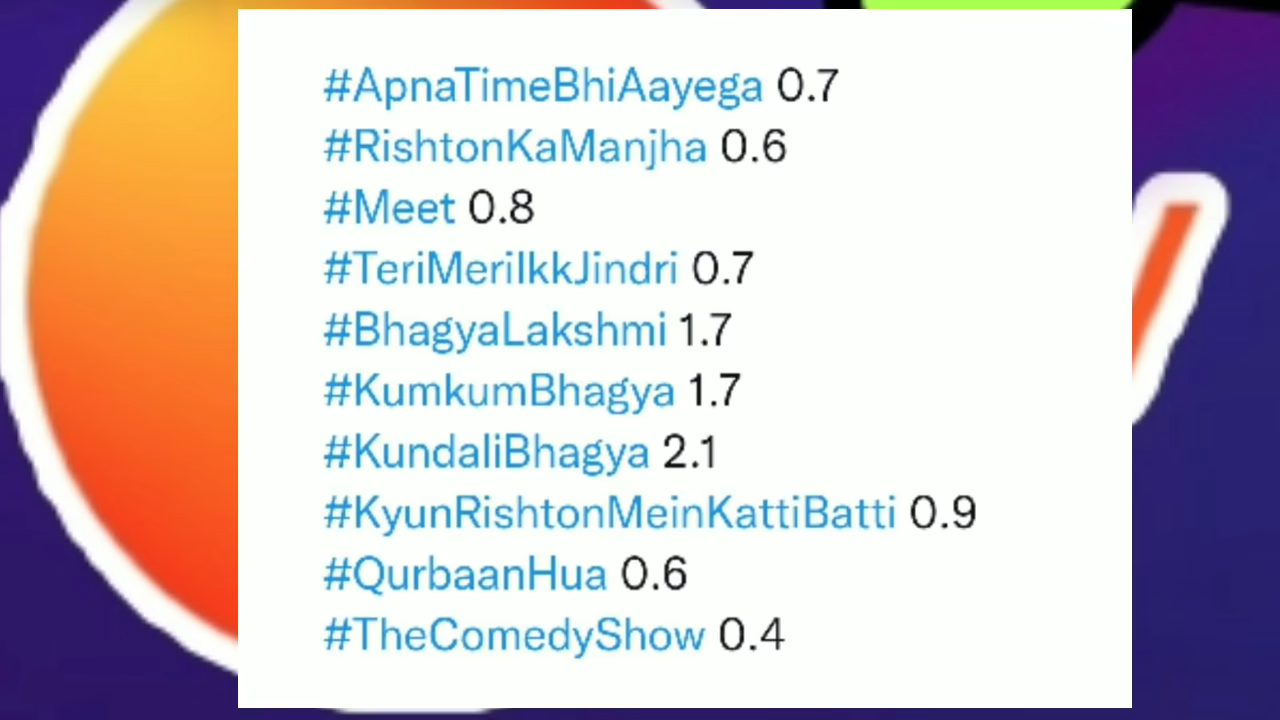 #ApnaTimeBhiAayega 0.7
#RishtonKaManjha 0.6
#Meet 0.8
#TeriMeriIkkJindri 0.7
#BhagyaLakshmi 1.7
#KumkumBhagya 1.7
#KundaliBhagya 2.1
#KyunRishtonMeinKattiBatti 0.9
#QurbaanHua 0.6
#TheComedyShow 0.4